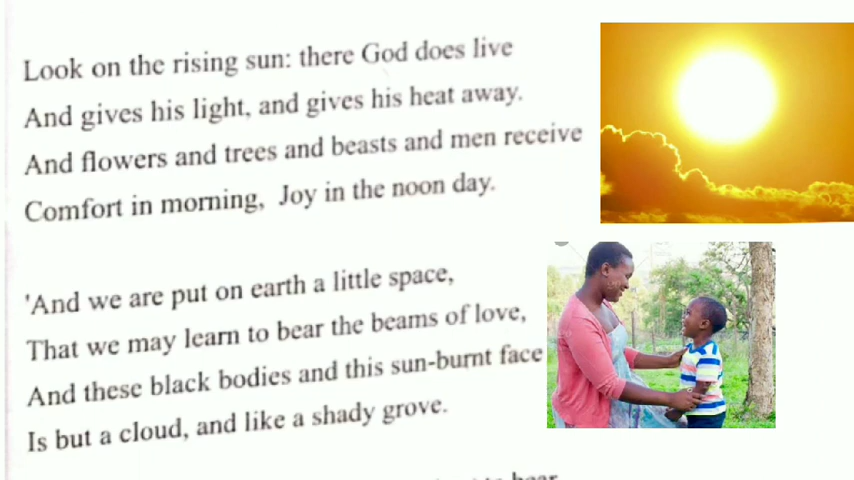 Look on the rising sun: there God does live
And gives his light, and gives his heat away.
And flowers and trees and beasts and men receive
Comfort in morning, Joy in the noon day.
'And we are put on earth a little space,
That we may learn to bear the beams of love,
And these black bodies and this sun-burnt face
Is but a cloud, and like a shady grove.